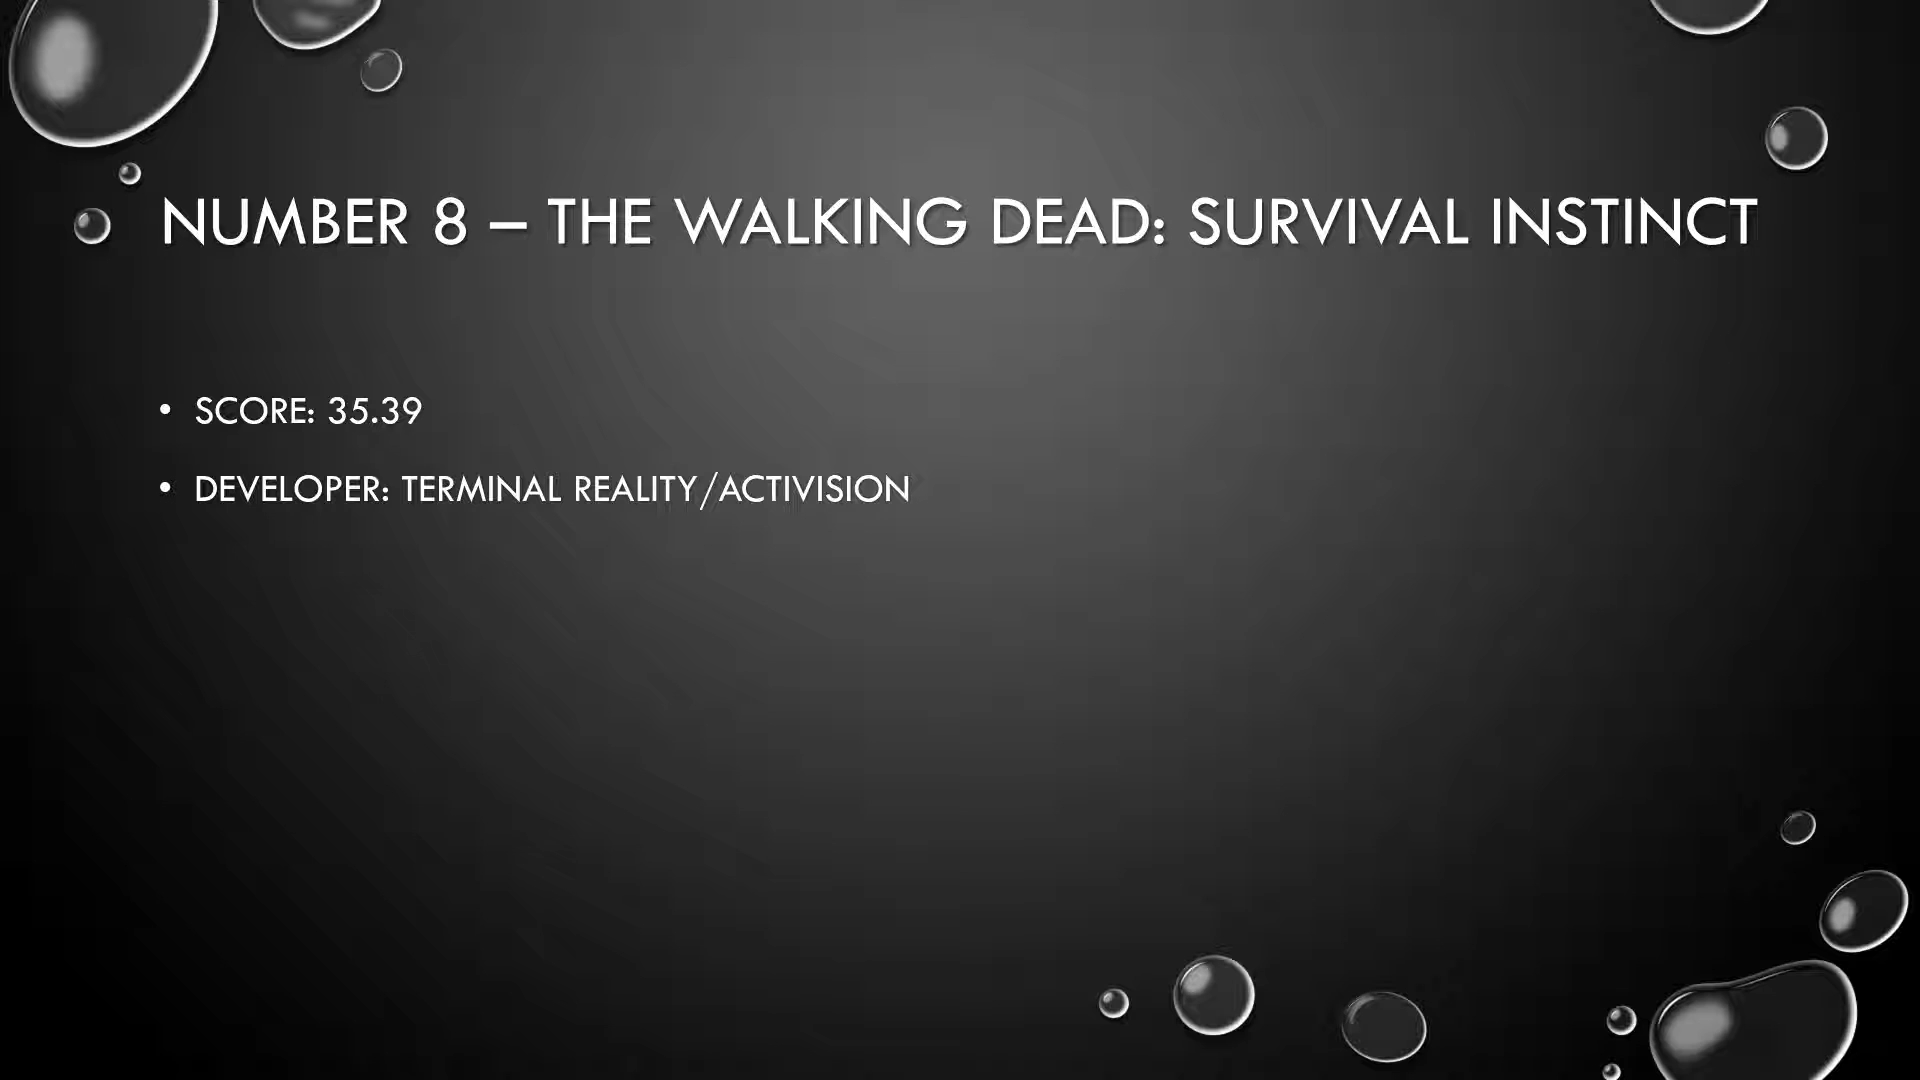 NUMBER 8 – THE WALKING DEAD: SURVIVAL INSTINCT
• SCORE: 35.39
• DEVELOPER: TERMINAL REALITY/ACTIVISION